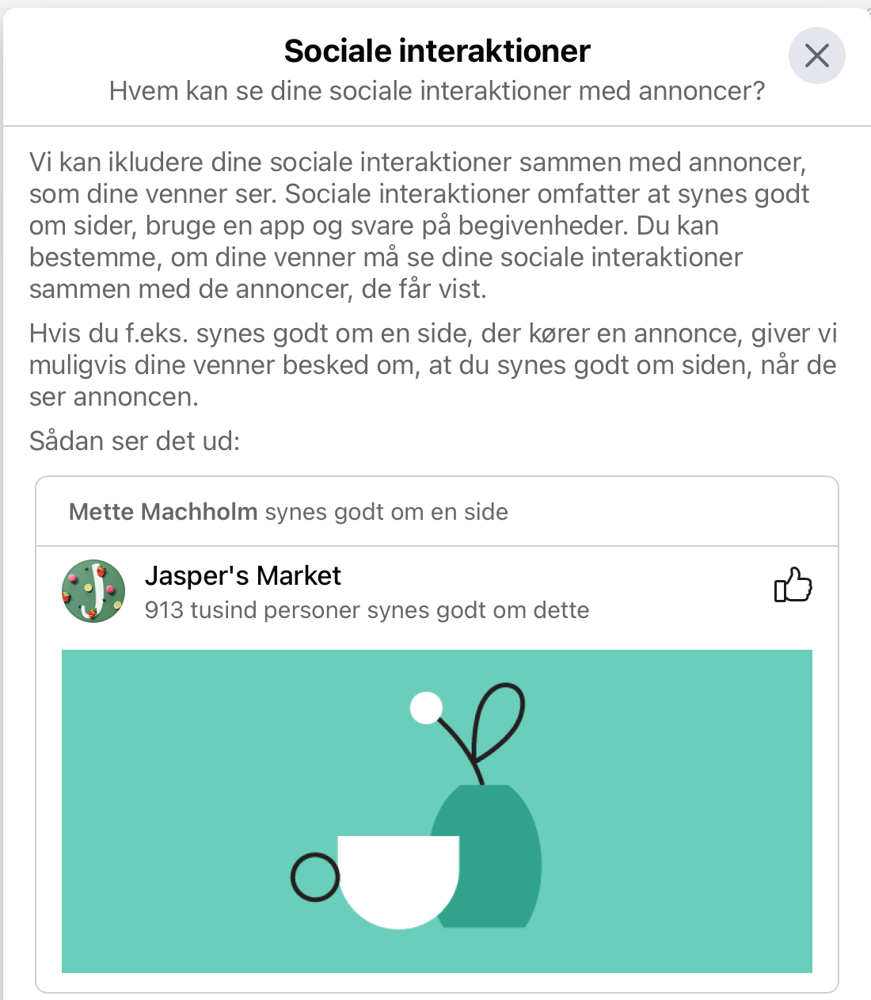 Sociale interaktioner
Hvem kan se dine sociale interaktioner med annoncer?
Vi kan ikludere dine sociale interaktioner sammen med annoncer,
som dine venner ser. Sociale interaktioner omfatter at synes godt
om sider, bruge en app og svare på begivenheder. Du kan
bestemme, om dine venner må se dine sociale interaktioner
sammen med de annoncer, de får vist.
Hvis du f.eks. synes godt om en side, der kører en annonce, giver vi
muligvis dine venner besked om, at du synes godt om siden, når de
ser annoncen.
Sådan ser det ud:
Mette Machholm synes godt om en side
Jasper's Market
913 tusind personer synes godt om dette